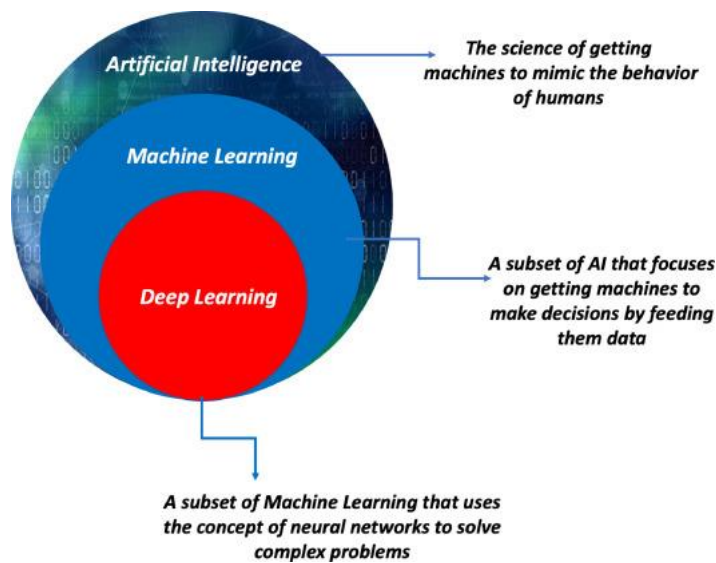 Artificial Intelligence
The science of getting
machines to mimic the behavior
of humans
Machine Learning
A subset of AI that focuses
on getting machines to
make decisions by feeding
them data
Deep Learning
A subset of Machine Learning that uses
the concept of neural networks to solve
complex problems